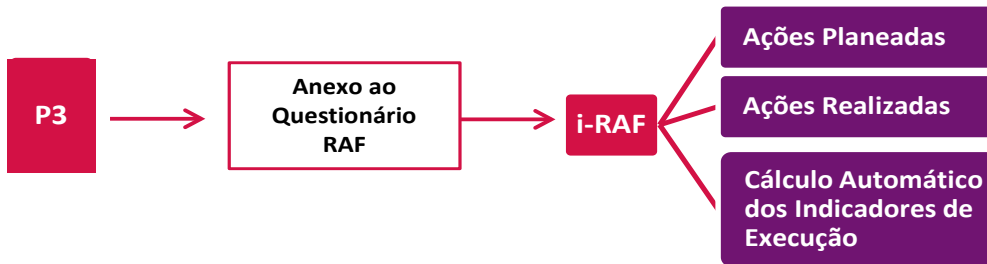 P3
Anexo ao
Questionário
RAF
i-RAF
Ações Planeadas
Ações Realizadas
Cálculo Automático
dos Indicadores de
Execução